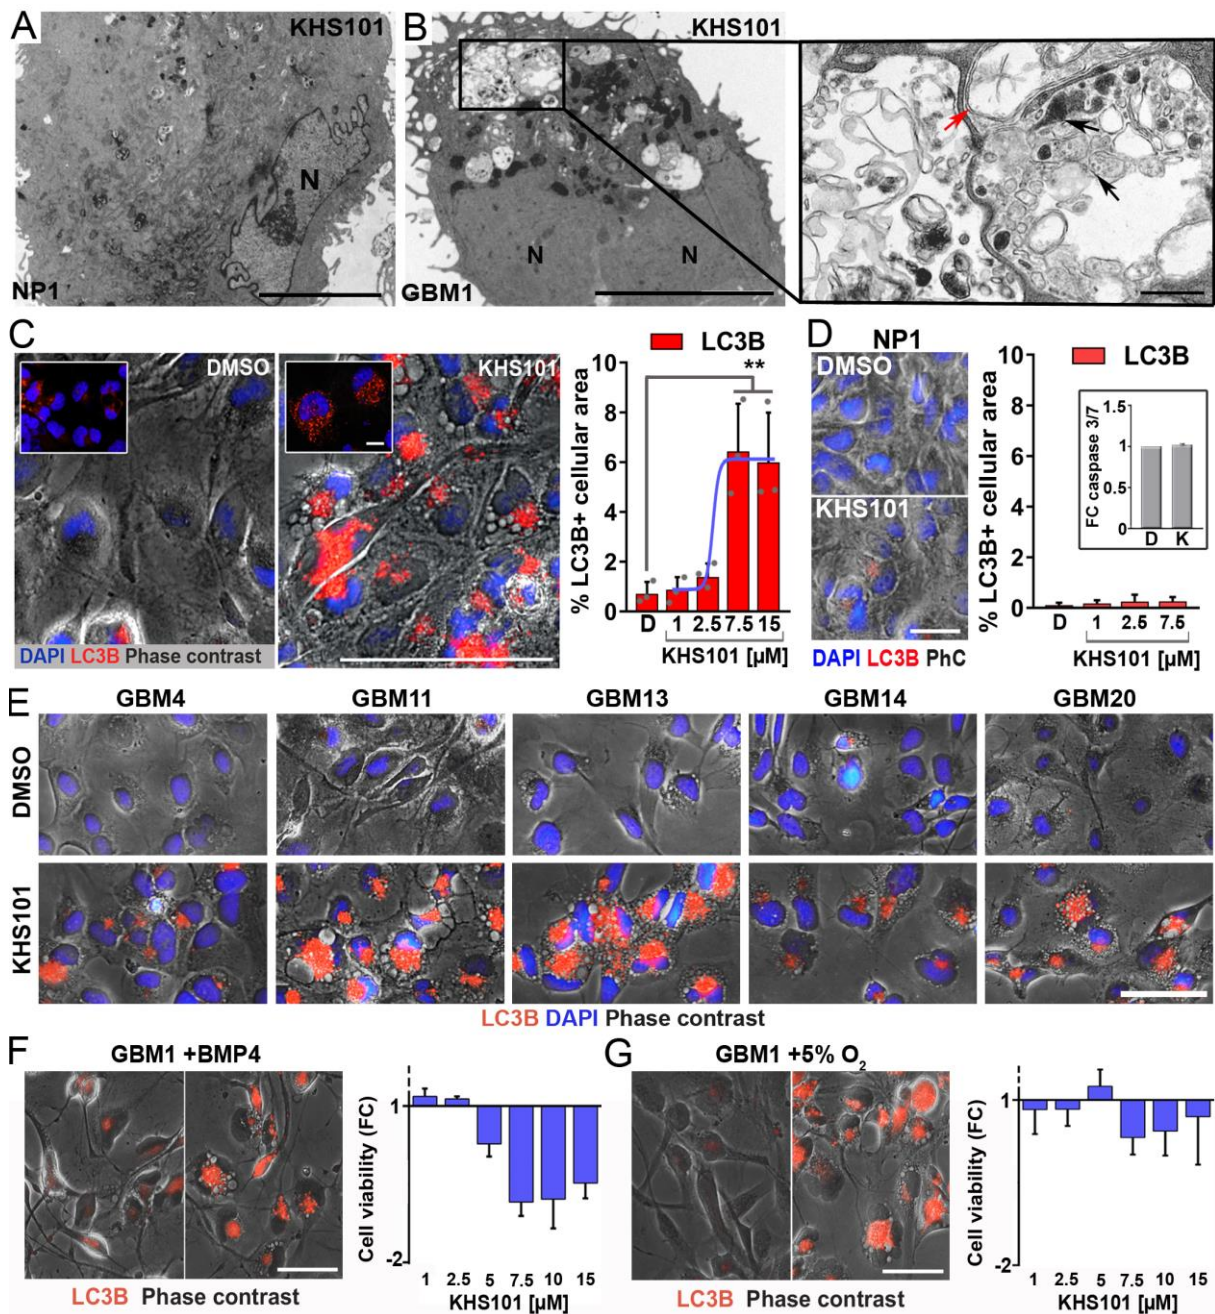 A
KHS101
N
NP1
B
KHS101
N
N
GBM1
C
DMSO
DAPI LC3B Phase contrast
KHS101
LC3B
**
% LC3B+ cellular area
10
8
6
4
2
0
D 1 2.5 7.5 15
KHS101 [µM]
D
NP1
DMSO
KHS101
DAPI LC3B PhC
LC3B
% LC3B+ cellular area
10
8
6
4
2
0
D 1 2.5 7.5
KHS101 [µM]
FC caspase 3/7
1.5
1
0.5
0
D K
E
GBM4 GBM11 GBM13 GBM14 GBM20
DMSO
KHS101
LC3B DAPI Phase contrast
F
GBM1 +BMP4
LC3B Phase contrast
Cell viability (FC)
1
-2
1 2.5 5 7.5 10 15
KHS101 [µM]
G
GBM1 +5% O2
LC3B Phase contrast
Cell viability (FC)
1
-2
1 2.5 5 7.5 10 15
KHS101 [µM]